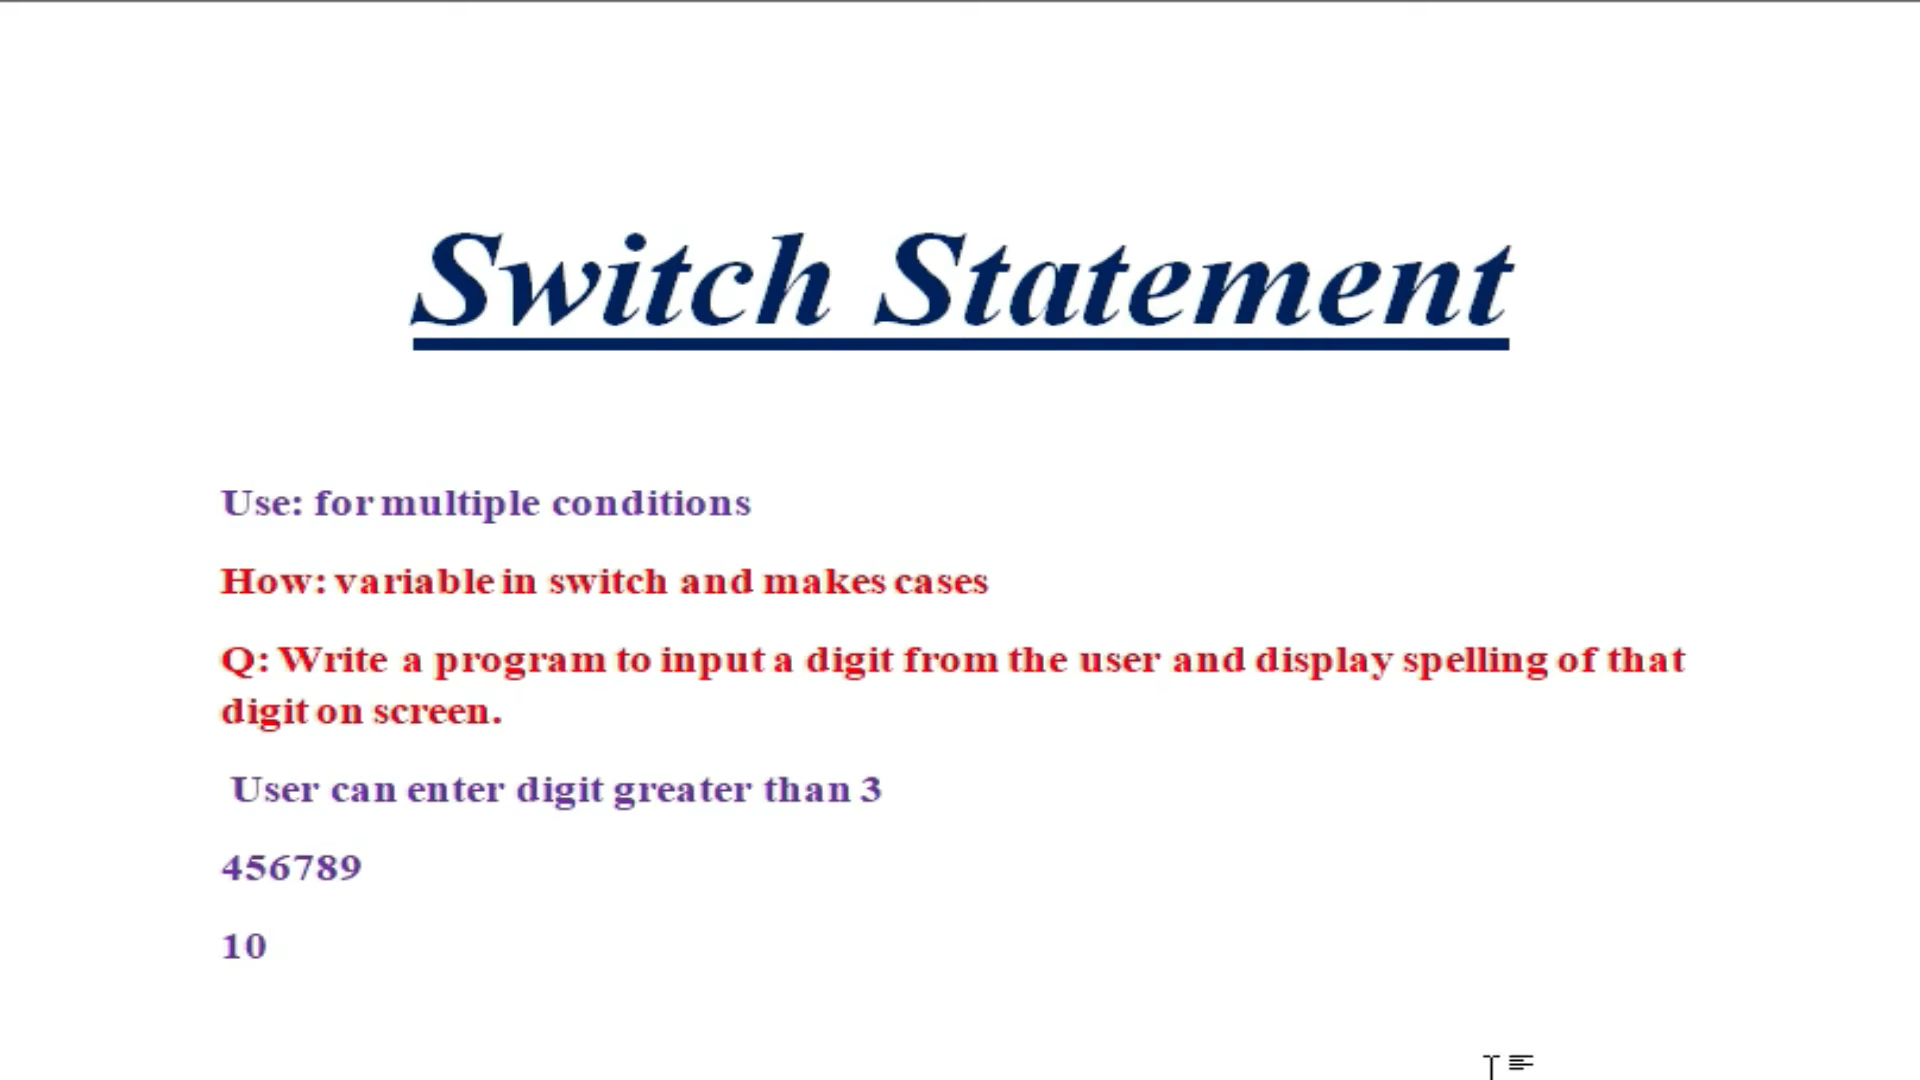 Switch Statement
Use: for multiple conditions
How: variable in switch and makes cases
Q: Write a program to input a digit from the user and display spelling of that
digit on screen.
User can enter digit greater than 3
456789
10